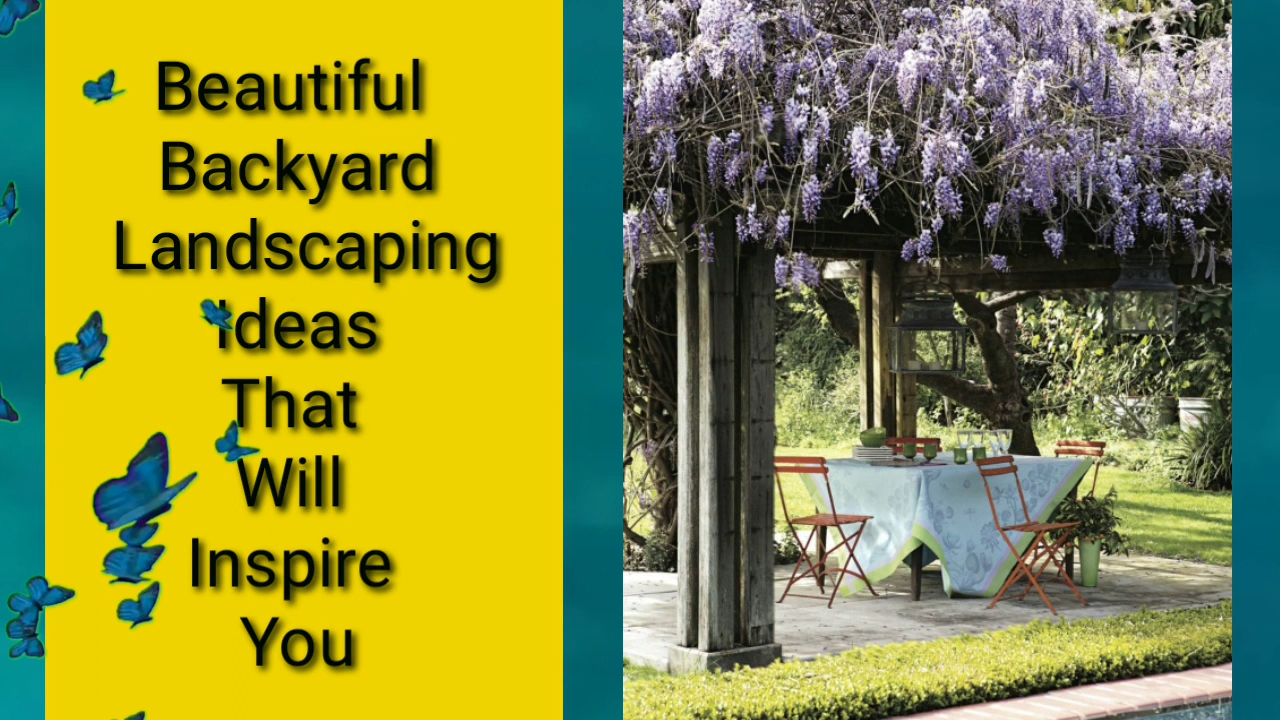 Beautiful
Backyard
Landscaping
Ideas
That
Will
Inspire
You